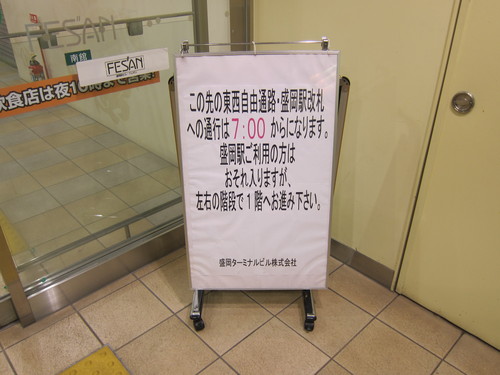 FESAN
南館
FESAN
飲食店は夜10時まで営業
この先の東西自由通路・盛岡駅改札
への通行は7:00からになります。
盛岡駅ご利用の方は
おそれ入りますが、
左右の階段で1階へお進み下さい。
盛岡ターミナルビル株式会社